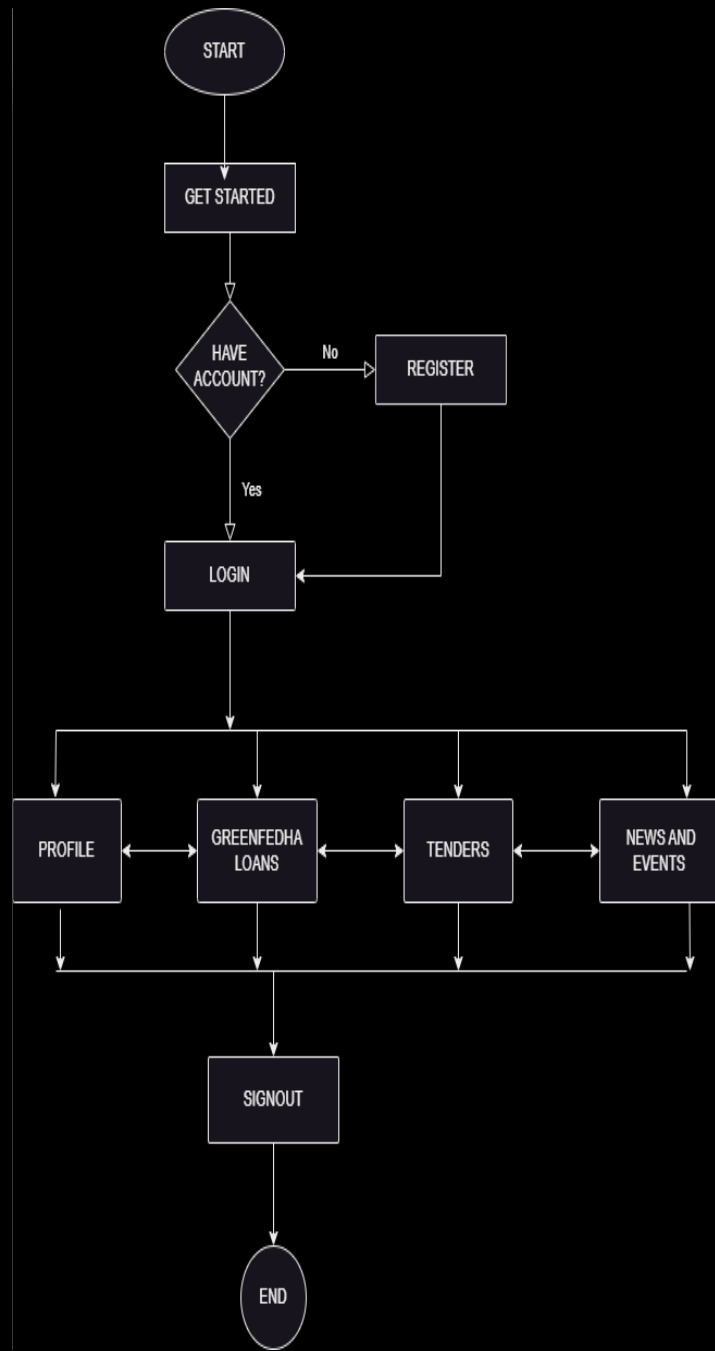 START
GET STARTED
HAVE
ACCOUNT?
No
REGISTER
Yes
LOGIN
PROFILE
GREENFEDHA
LOANS
TENDERS
NEWS AND
EVENTS
SIGNOUT
END